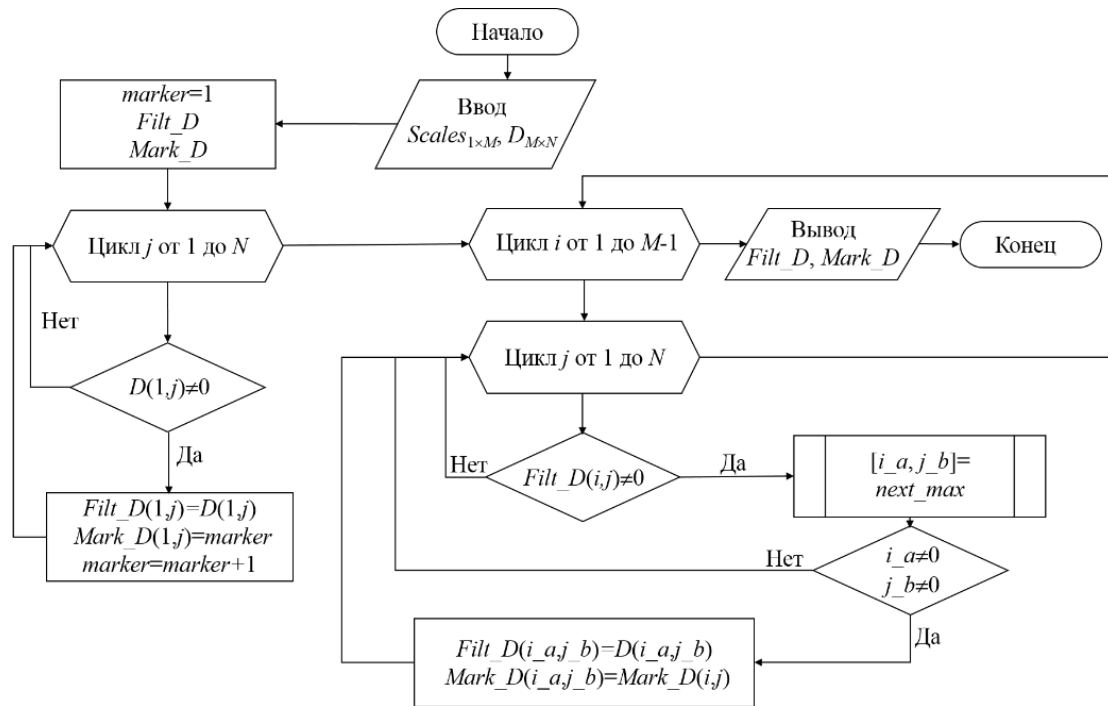 Начало
Ввод
Scales₁ₓM, DMₓN
marker=1
Filt_D
Mark_D
Цикл j от 1 до N
Нет
D(1,j)≠0
Да
Filt_D(1,j)=D(1,j)
Mark_D(1,j)=marker
marker=marker+1
Цикл i от 1 до M-1
Вывод
Filt_D, Mark_D
Конец
Цикл j от 1 до N
Нет
Filt_D(i,j)≠0
Да
[i_a, j_b]=
next_max
Нет
i_a≠0
j_b≠0
Да
Filt_D(i_a,j_b)=D(i_a,j_b)
Mark_D(i_a,j_b)=Mark_D(i,j)